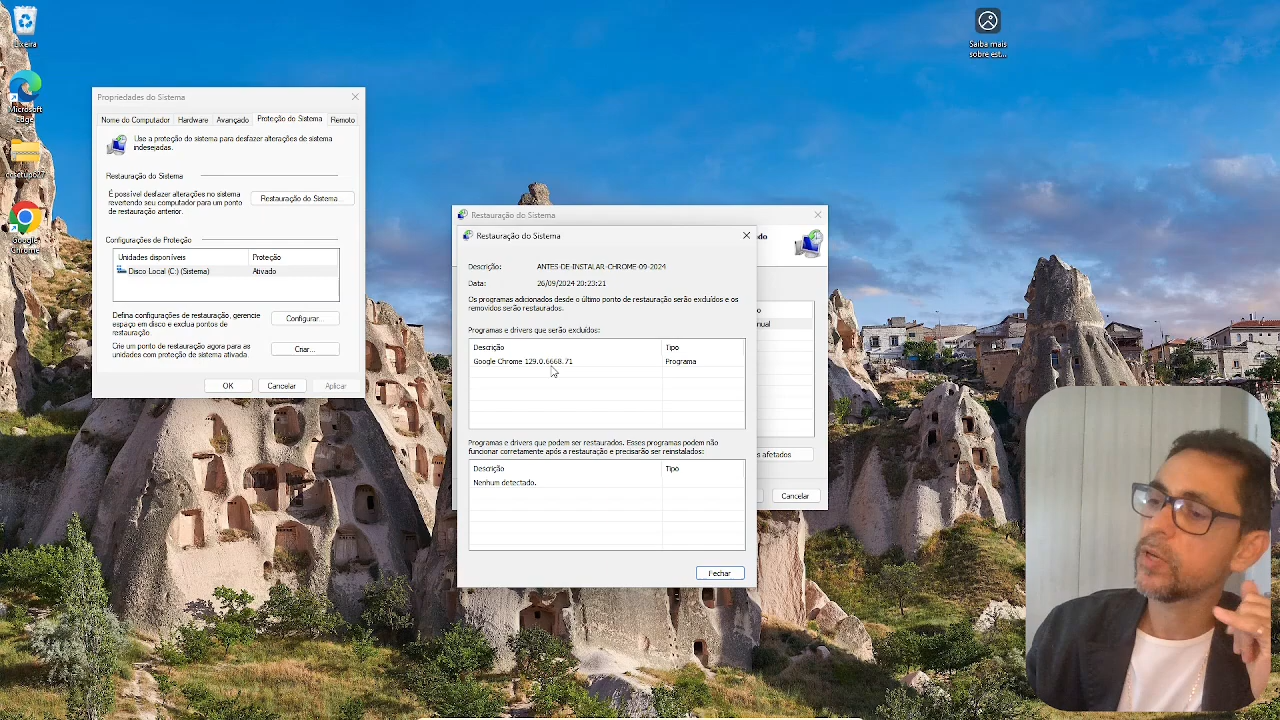 Lixeira
Microsoft
Edge
ccsetup627
Google
Chrome
Saiba mais
sobre est...
Propriedades do Sistema
Nome do Computador
Hardware
Avançado
Proteção do Sistema
Remoto
Use a proteção do sistema para desfazer alterações de sistema
indesejadas.
Restauração do Sistema
É possível desfazer alterações no sistema
revertendo seu computador para um ponto
de restauração anterior.
Restauração do Sistema...
Configurações de Proteção
Unidades disponíveis
Proteção
Disco Local (C:) (Sistema)
Ativado
Defina configurações de restauração, gerencie
espaço em disco e exclua pontos de
restauração
Configurar...
Crie um ponto de restauração agora para as
unidades com proteção de sistema ativada.
Criar...
OK
Cancelar
Aplicar
Restauração do Sistema
Restauração do Sistema
Descrição:
ANTES-DE-INSTALAR-CHROME-09-2024
Data:
26/09/2024 20:23:21
Os programas adicionados desde o último ponto de restauração serão excluídos e os
removidos serão restaurados.
Programas e drivers que serão excluídos:
Descrição
Tipo
Google Chrome 129.0.6668.71
Programa
Programas e drivers que podem ser restaurados. Esses programas podem não
funcionar corretamente após a restauração e precisarão ser reinstalados:
Descrição
Tipo
Nenhum detectado.
Fechar
s afetados
Cancelar